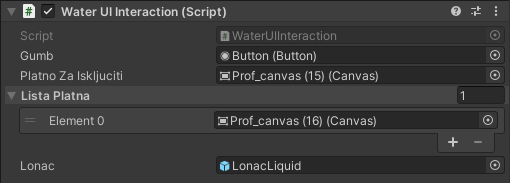 Water UI Interaction (Script)
Script WaterUIInteraction
Gumb Button (Button)
Platno Za Iskljuciti Prof_canvas (15) (Canvas)
Lista Platna 1
Element 0 Prof_canvas (16) (Canvas)
Lonac LonacLiquid